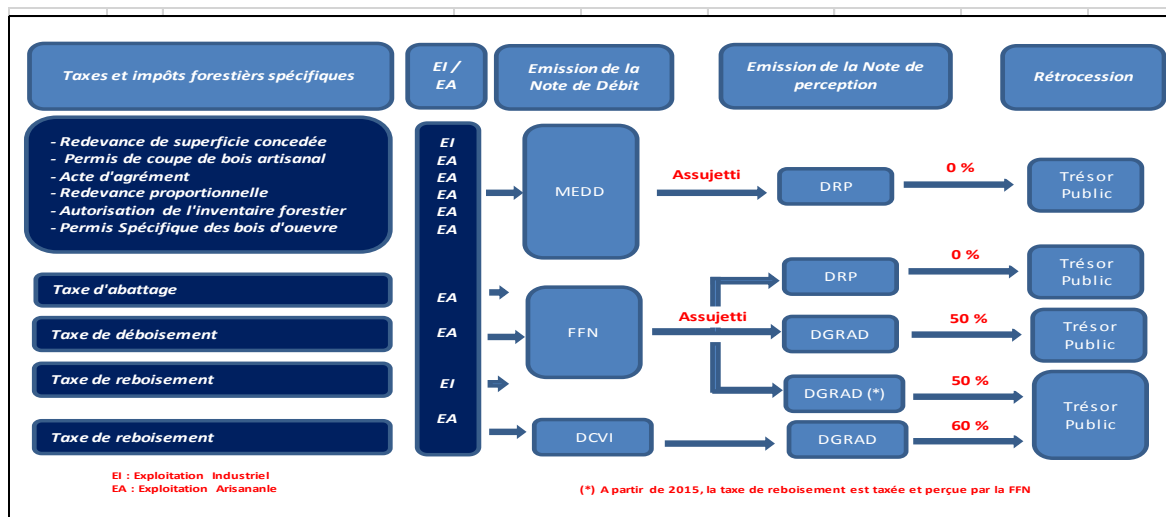 Taxes et impôts forestièrs spécifiques
EI /
EA
Emission de la
Note de Débit
Emission de la Note de
perception
Rétrocession
- Redevance de superficie concedée
- Permis de coupe de bois artisanal
- Acte d'agrément
- Redevance proportionnelle
- Autorisation de l'inventaire forestier
- Permis Spécifique des bois d'ouevre
EI
EA
EA
EA
EA
EA
MEDD
Assujetti
DRP
0 %
Trésor
Public
Taxe d'abattage
EA
DRP
0 %
Trésor
Public
Taxe de déboisement
EA
FFN
Assujetti
DGRAD
50 %
Trésor
Public
Taxe de reboisement
EI
DGRAD (*)
50 %
Trésor
Public
Taxe de reboisement
EA
DCVI
DGRAD
60 %
EI : Exploitation Industriel
EA : Exploitation Arisananle
(*) A partir de 2015, la taxe de reboisement est taxée et perçue par la FFN